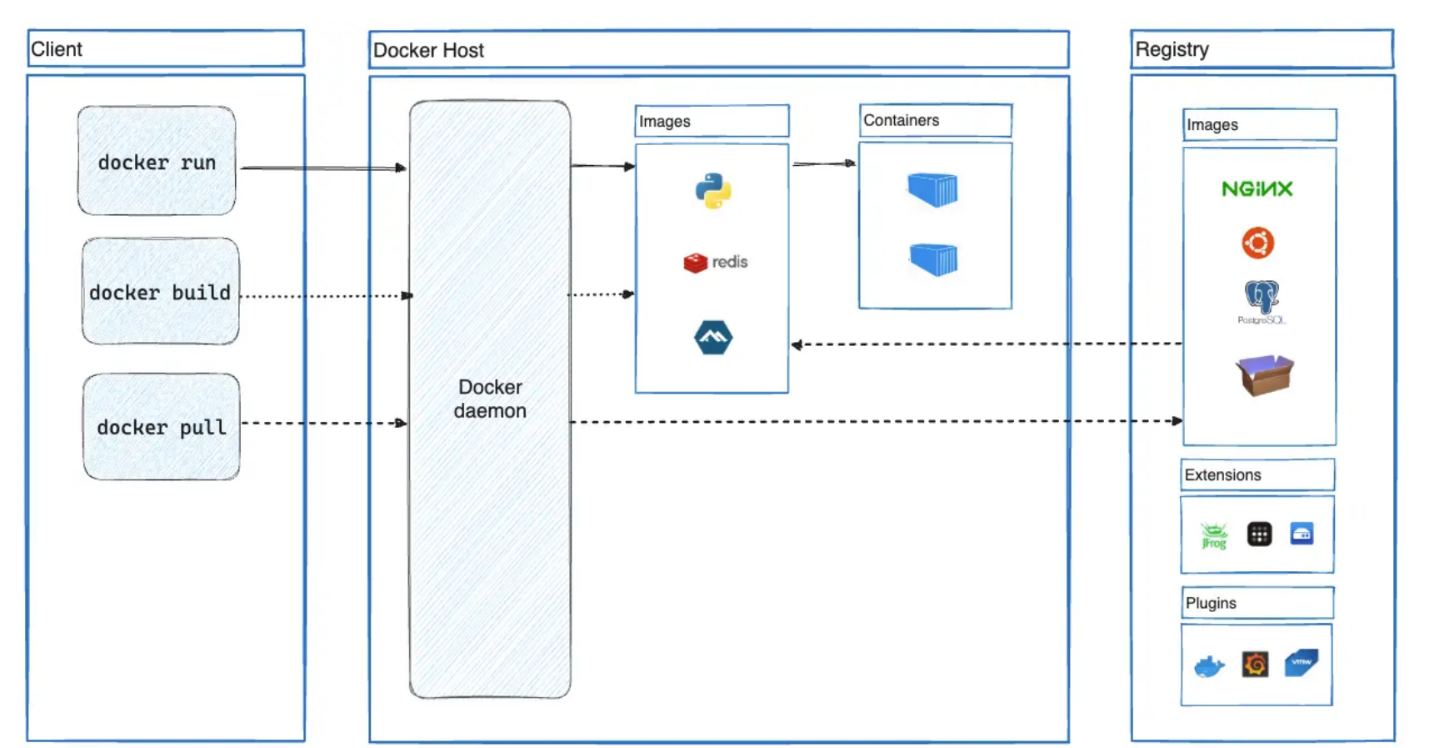 Client
docker run
docker build
docker pull
Docker Host
Docker
daemon
Images
redis
Containers
Registry
Images
NGINX
PostgreSQL
Extensions
JFrog
Plugins
vmw